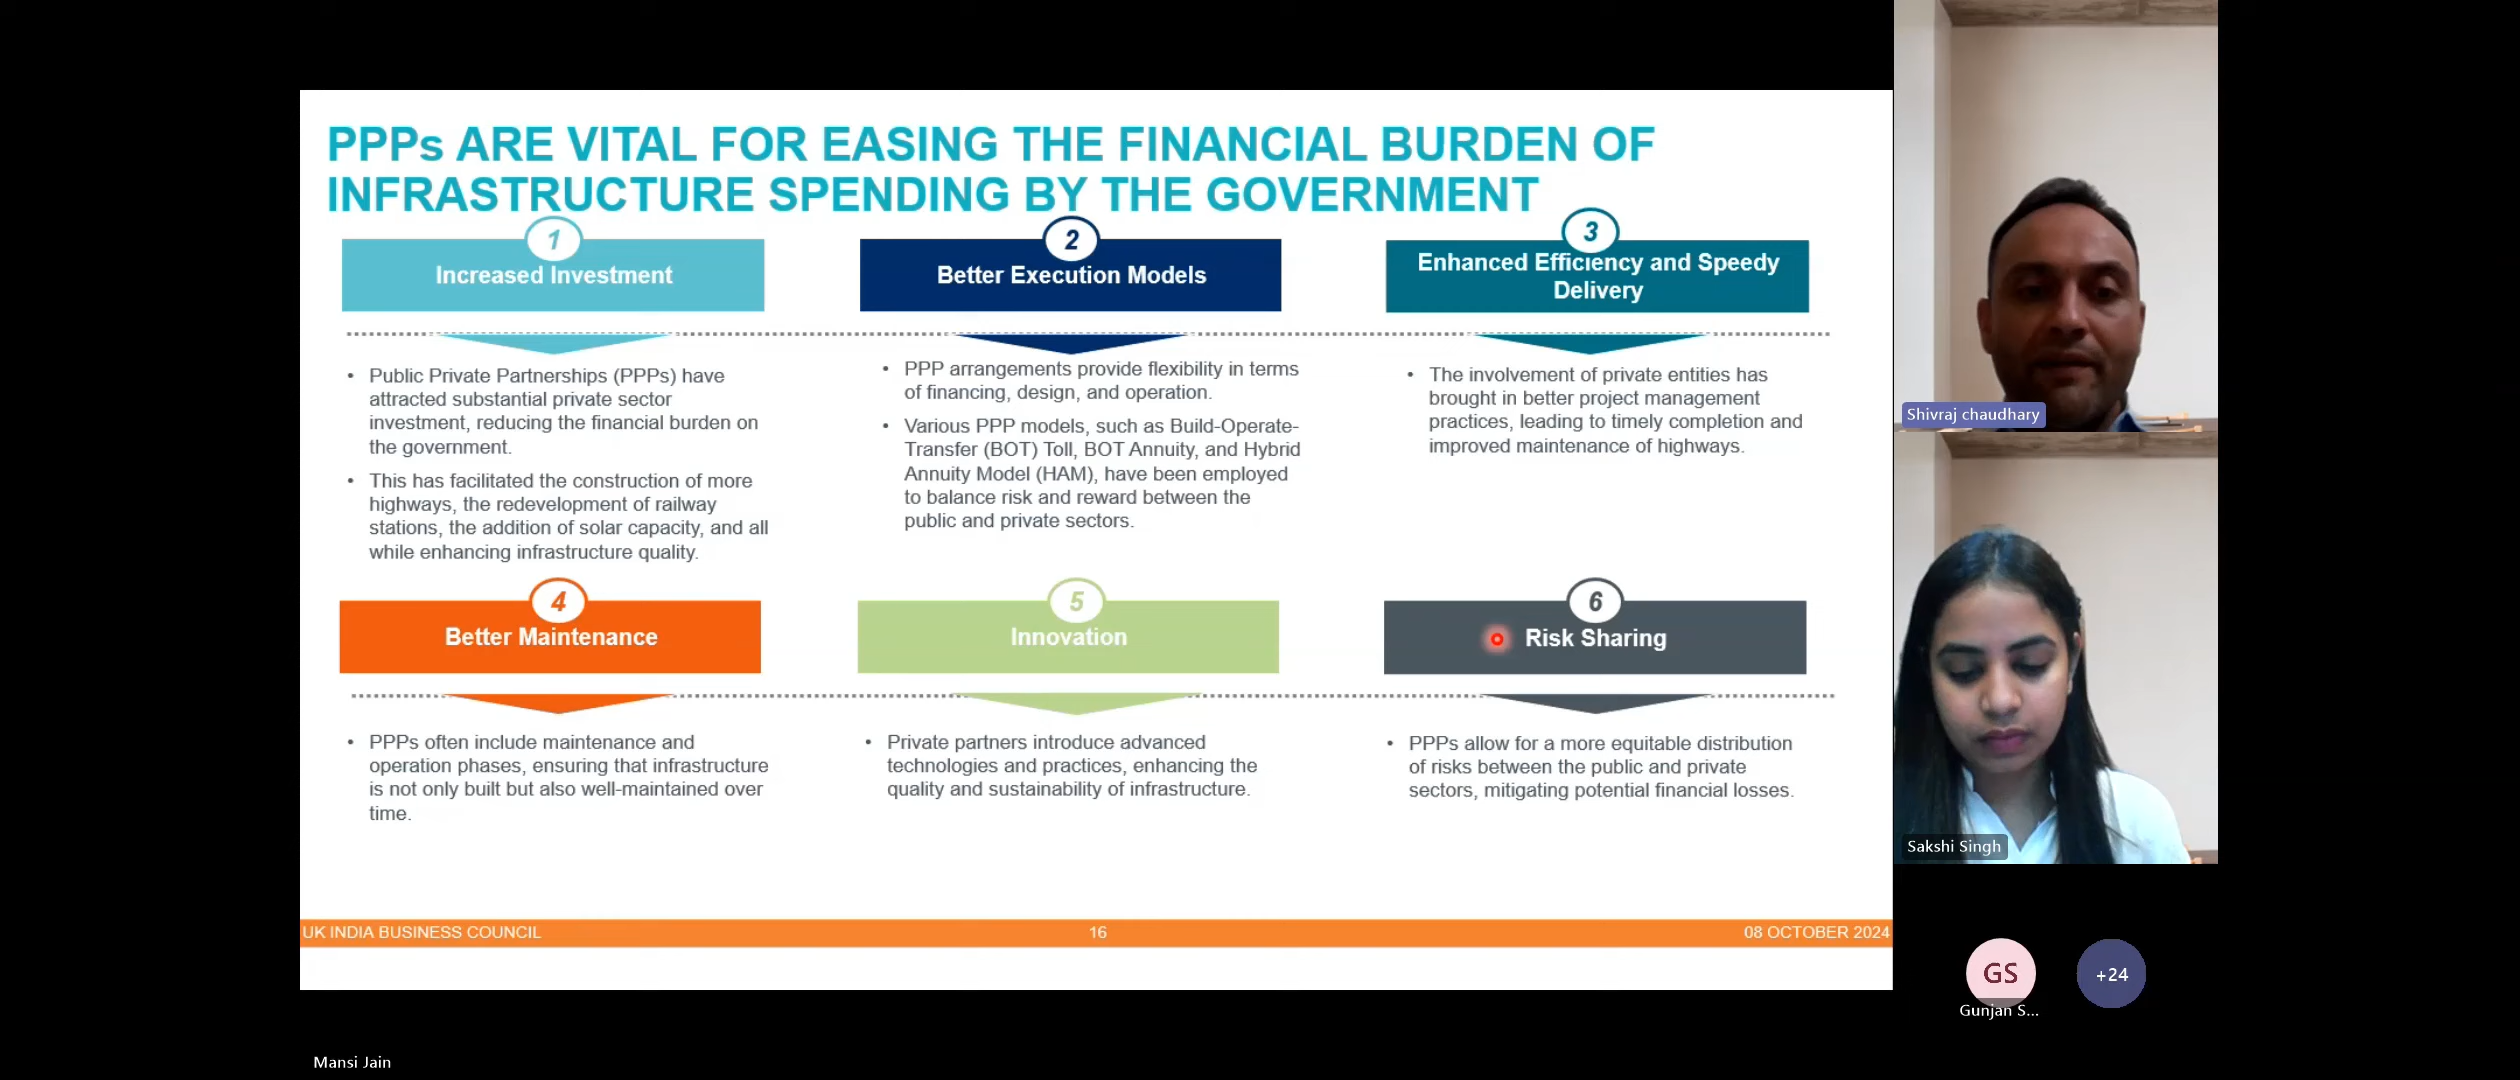 PPPs ARE VITAL FOR EASING THE FINANCIAL BURDEN OF
INFRASTRUCTURE SPENDING BY THE GOVERNMENT
1
Increased Investment
2
Better Execution Models
3
Enhanced Efficiency and Speedy
Delivery
• Public Private Partnerships (PPPs) have
attracted substantial private sector
investment, reducing the financial burden on
the government.
• This has facilitated the construction of more
highways, the redevelopment of railway
stations, the addition of solar capacity, and all
while enhancing infrastructure quality.
• PPP arrangements provide flexibility in terms
of financing, design, and operation.
• Various PPP models, such as Build-Operate-
Transfer (BOT) Toll, BOT Annuity, and Hybrid
Annuity Model (HAM), have been employed
to balance risk and reward between the
public and private sectors.
• The involvement of private entities has
brought in better project management
practices, leading to timely completion and
improved maintenance of highways.
4
Better Maintenance
5
Innovation
6
Risk Sharing
• PPPs often include maintenance and
operation phases, ensuring that infrastructure
is not only built but also well-maintained over
time.
• Private partners introduce advanced
technologies and practices, enhancing the
quality and sustainability of infrastructure.
• PPPs allow for a more equitable distribution
of risks between the public and private
sectors, mitigating potential financial losses.
UK INDIA BUSINESS COUNCIL
16
08 OCTOBER 2024
Shivraj chaudhary
Sakshi Singh
GS
Gunjan S...
+24
Mansi Jain